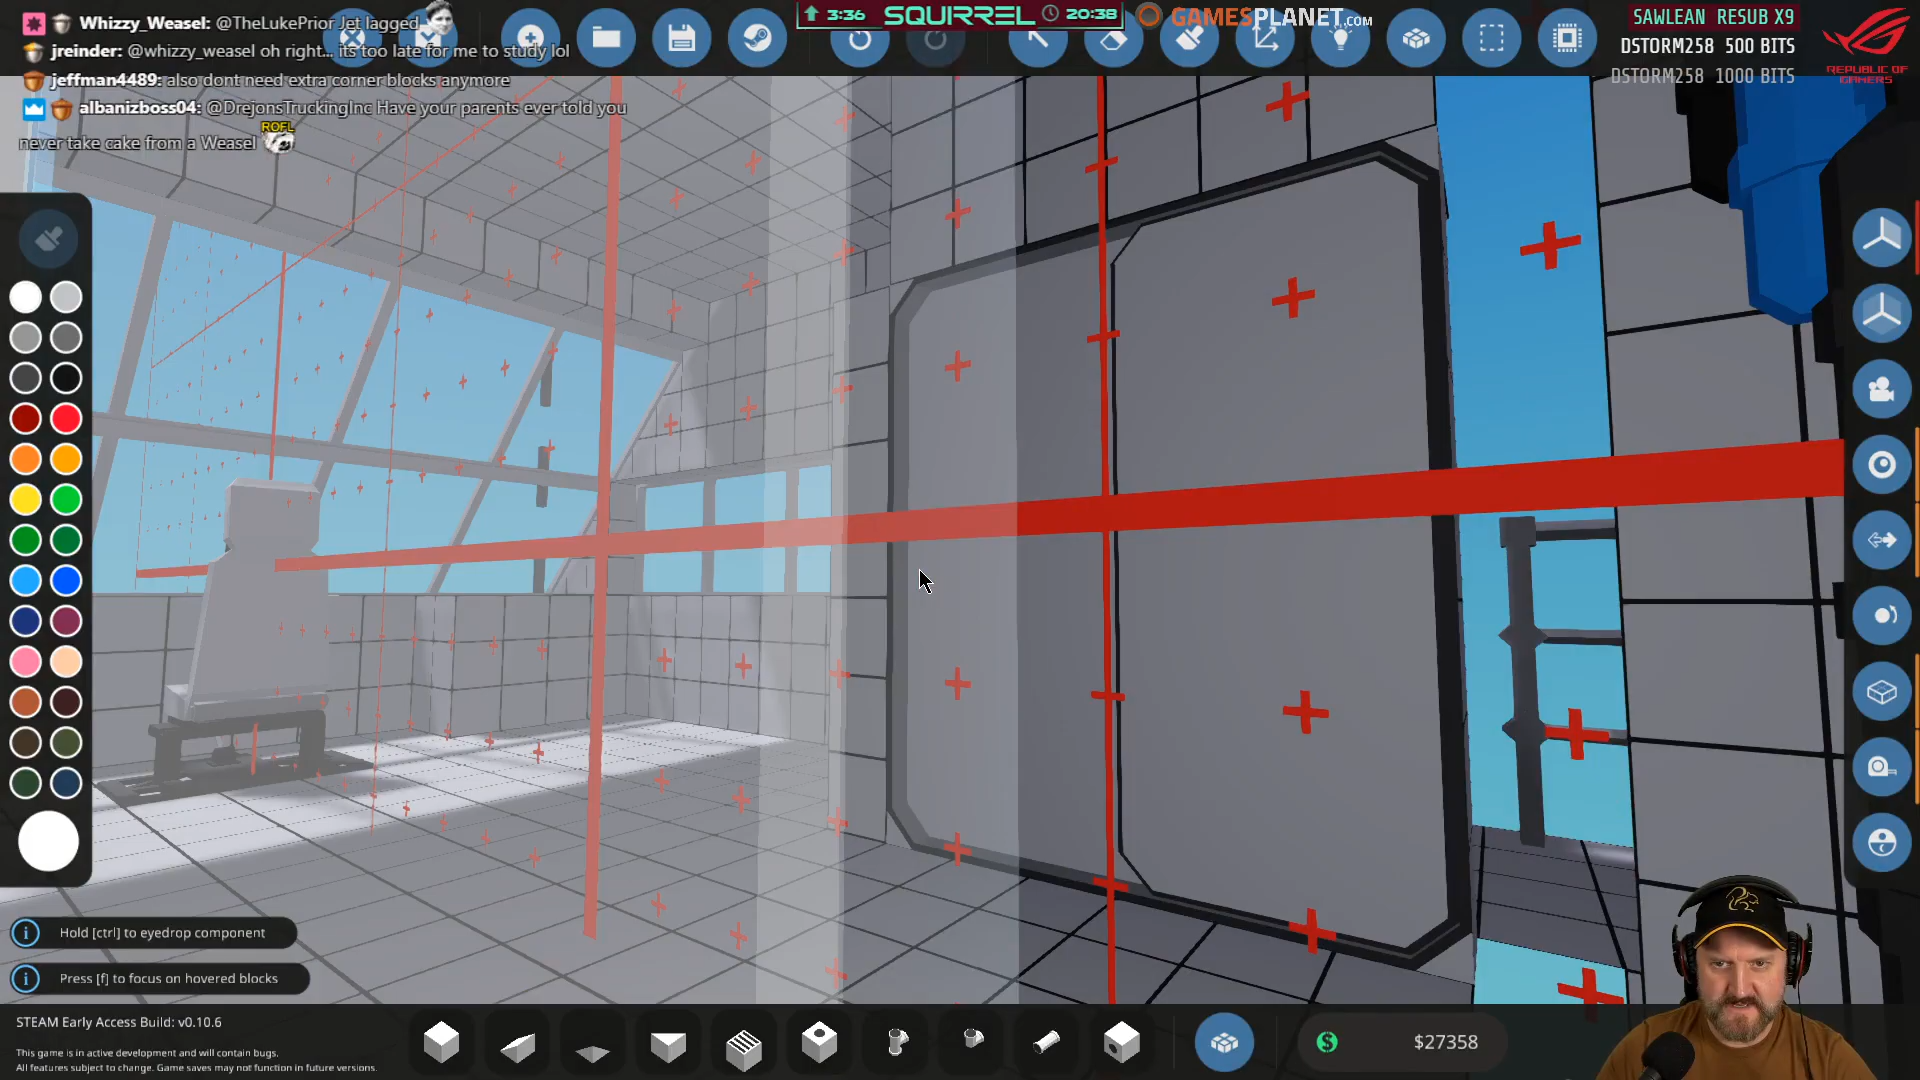 Whizzy_Weasel: @TheLukePrior Jet lagged
jreinder: @whizzy_weasel oh right... its too late for me to study lol
jeffman4489: also dont need extra corner blocks anymore
albanizboss04: @DrejonsTruckingInc Have your parents ever told you
never take cake from a Weasel ROFL
3:36 SQUIRREL 20:38
GAMESPLANET.COM
SAWLEAN RESUB X9
DSTORM258 500 BITS
DSTORM258 1000 BITS
REPUBLIC OF
GAMERS
Hold [ctrl] to eyedrop component
Press [f] to focus on hovered blocks
STEAM Early Access Build: v0.10.6
This game is in active development and will contain bugs.
All features subject to change. Game saves may not function in future versions.
$27358